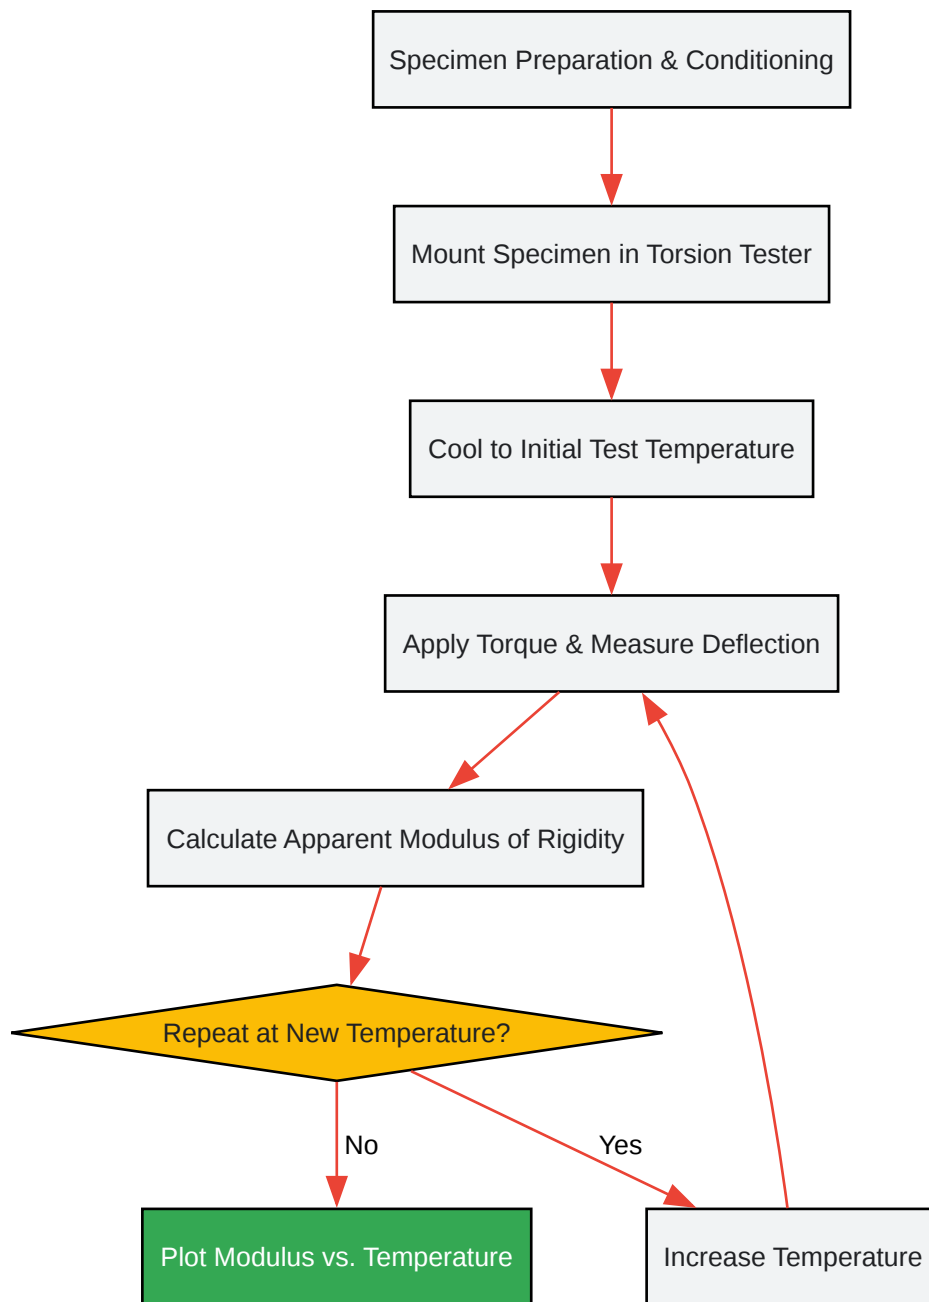 Specimen Preparation & Conditioning
Mount Specimen in Torsion Tester
Cool to Initial Test Temperature
Apply Torque & Measure Deflection
Calculate Apparent Modulus of Rigidity
Repeat at New Temperature?
No
Yes
Plot Modulus vs. Temperature
Increase Temperature